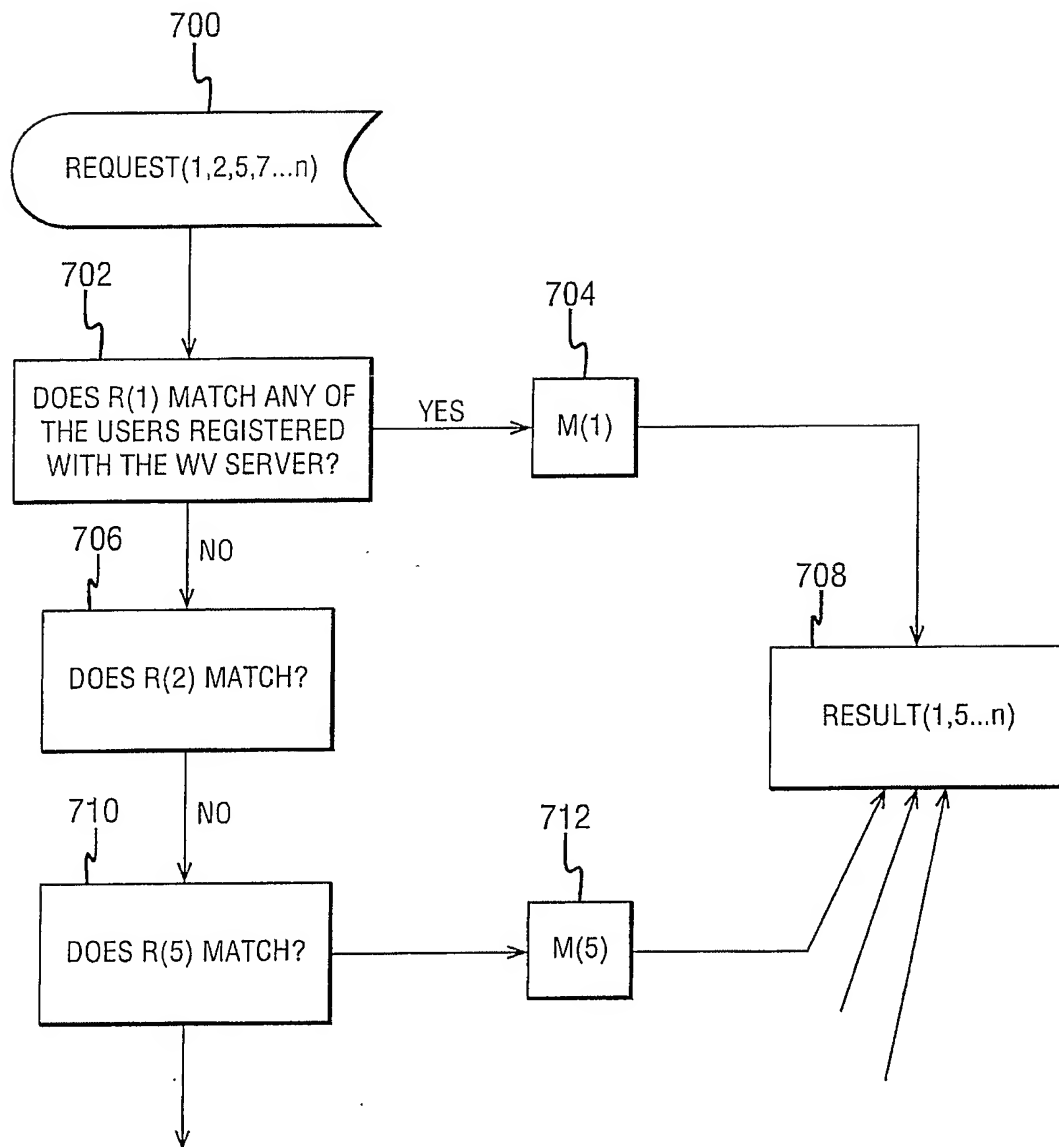 700
REQUEST(1,2,5,7...n)
702
DOES R(1) MATCH ANY OF
THE USERS REGISTERED
WITH THE WV SERVER?
YES
704
M(1)
NO
706
DOES R(2) MATCH?
708
RESULT(1,5...n)
NO
710
DOES R(5) MATCH?
712
M(5)